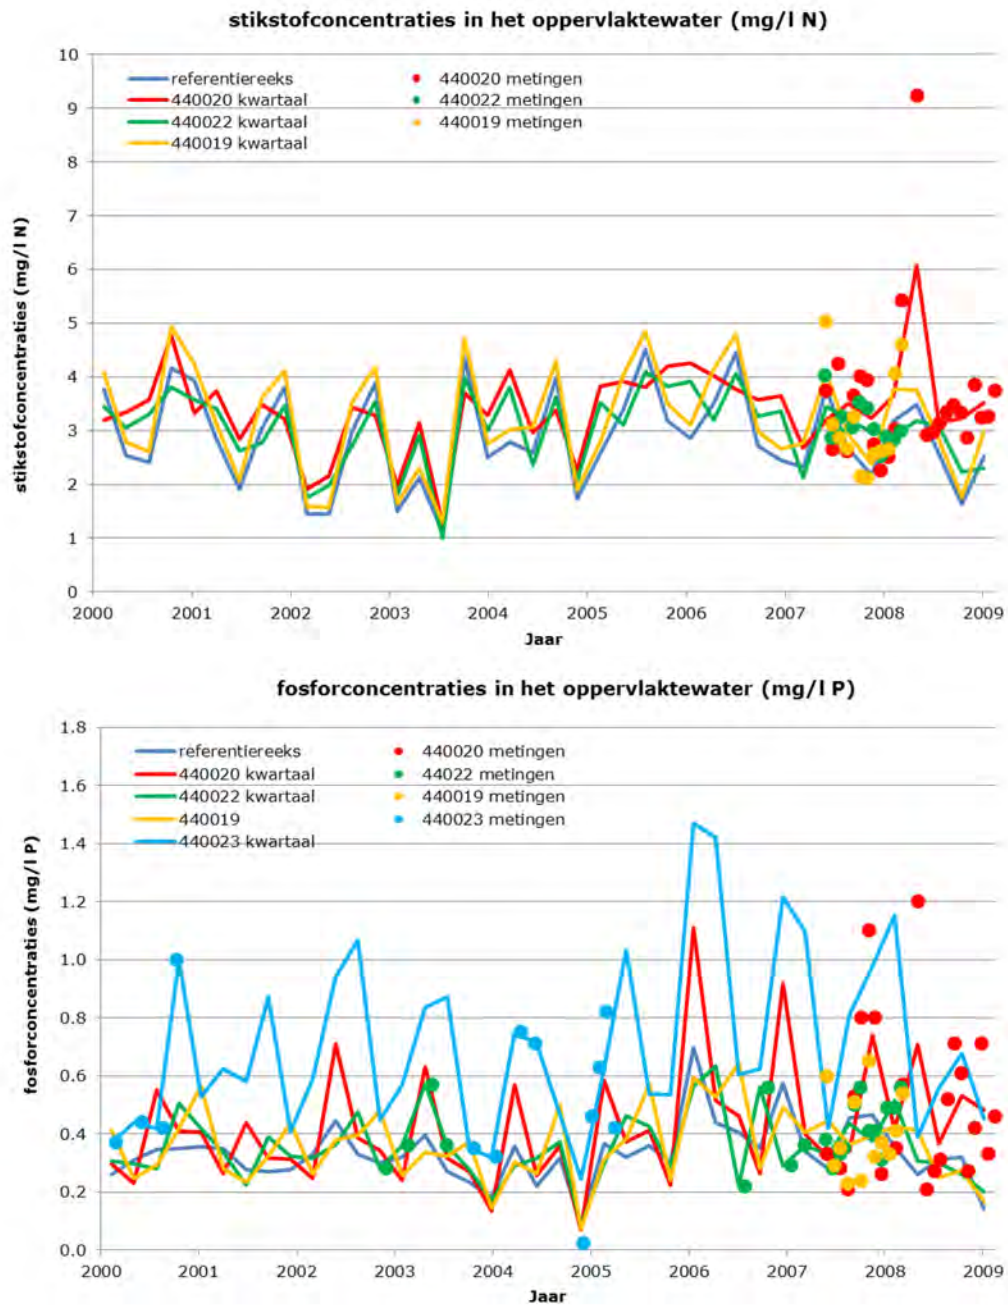 stikstofconcentraties in het oppervlaktewater (mg/l N)
stikstofconcentraties (mg/l N)
10
9
8
7
6
5
4
3
2
1
0
referentiereeks
440020 kwartaal
440022 kwartaal
440019 kwartaal
440020 metingen
440022 metingen
440019 metingen
2000 2001 2002 2003 2004 2005 2006 2007 2008 2009
Jaar
fosforconcentraties in het oppervlaktewater (mg/l P)
fosforconcentraties (mg/l P)
1.8
1.6
1.4
1.2
1.0
0.8
0.6
0.4
0.2
0.0
referentiereeks
440020 kwartaal
440022 kwartaal
440019
440023 kwartaal
440020 metingen
44022 metingen
440019 metingen
440023 metingen
2000 2001 2002 2003 2004 2005 2006 2007 2008 2009
Jaar